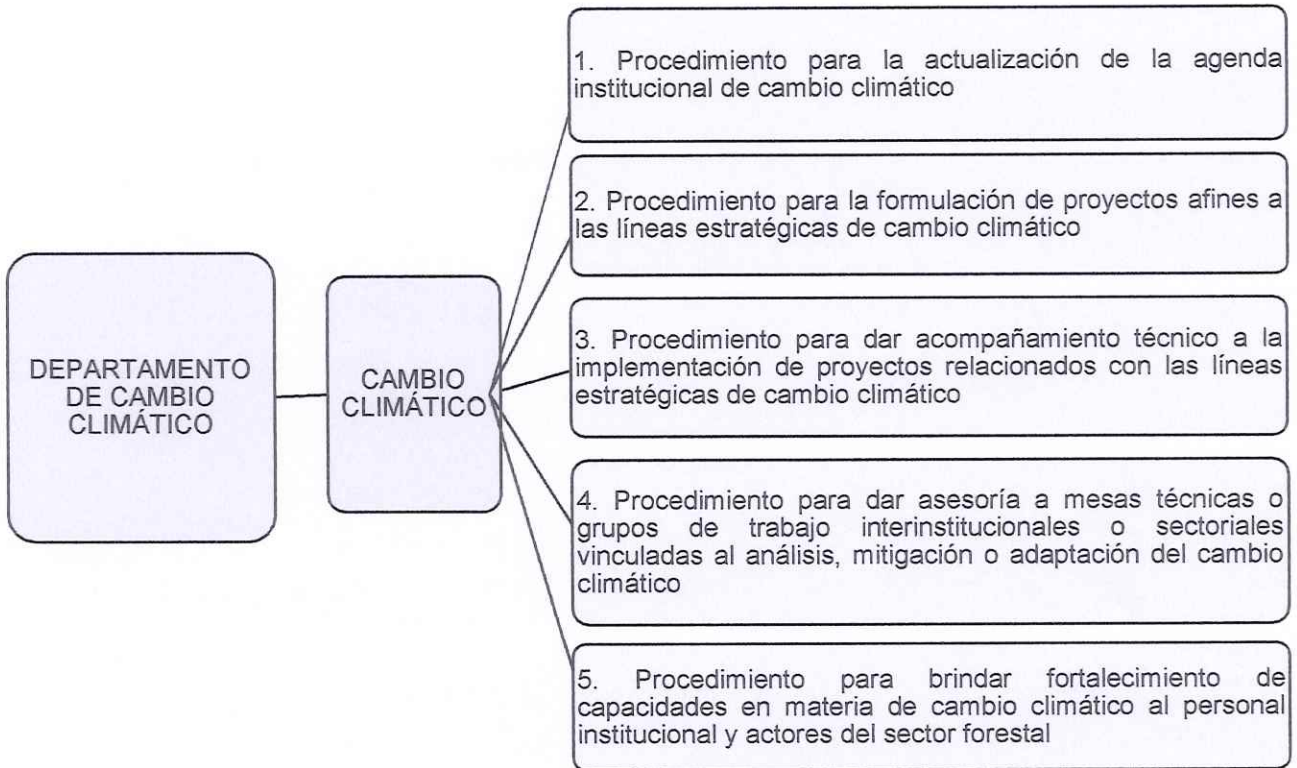 DEPARTAMENTO
DE CAMBIO
CLIMÁTICO
CAMBIO
CLIMÁTICO
1. Procedimiento para la actualización de la agenda
institucional de cambio climático
2. Procedimiento para la formulación de proyectos afines a
las líneas estratégicas de cambio climático
3. Procedimiento para dar acompañamiento técnico a la
implementación de proyectos relacionados con las líneas
estratégicas de cambio climático
4. Procedimiento para dar asesoría a mesas técnicas o
grupos de trabajo interinstitucionales o sectoriales
vinculadas al análisis, mitigación o adaptación del cambio
climático
5. Procedimiento para brindar fortalecimiento de
capacidades en materia de cambio climático al personal
institucional y actores del sector forestal